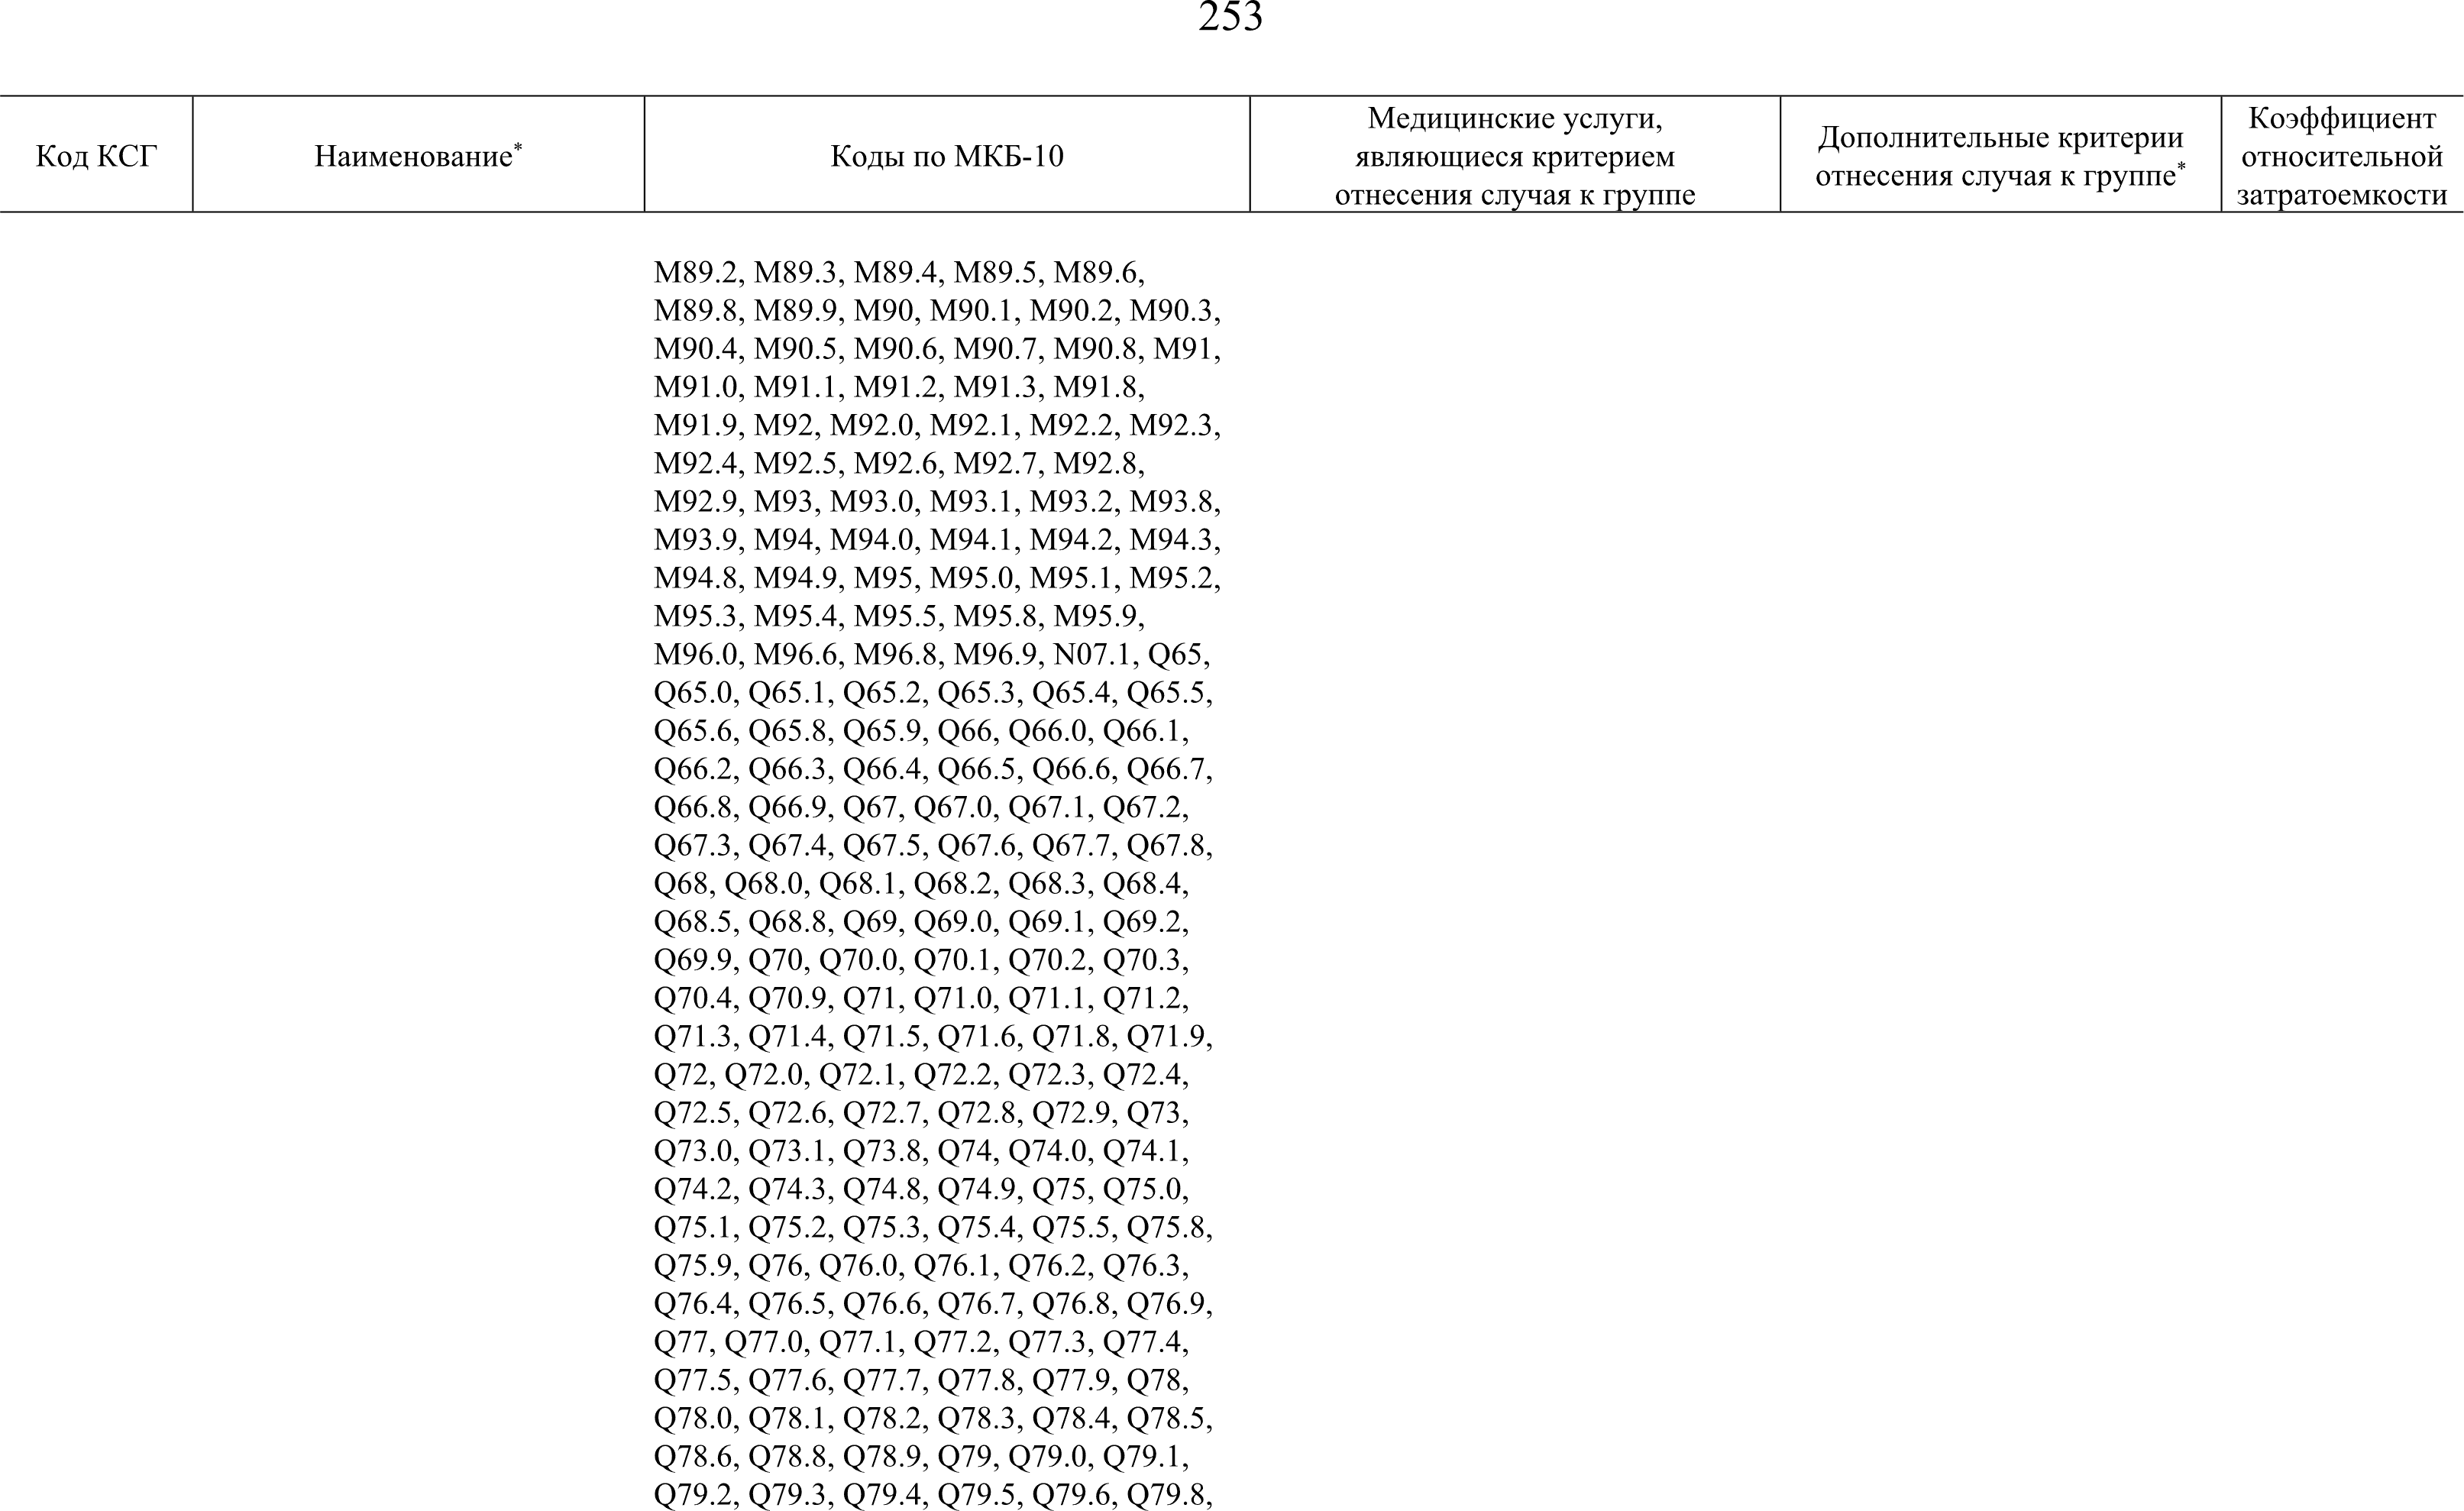 253
Код КСГ
Наименование*
Коды по МКБ-10
Медицинские услуги,
являющиеся критерием
отнесения случая к группе
Дополнительные критерии
отнесения случая к группе*
Коэффициент
относительной
затратоемкости
M89.2, M89.3, M89.4, M89.5, M89.6,
M89.8, M89.9, M90, M90.1, M90.2, M90.3,
M90.4, M90.5, M90.6, M90.7, M90.8, M91,
M91.0, M91.1, M91.2, M91.3, M91.8,
M91.9, M92, M92.0, M92.1, M92.2, M92.3,
M92.4, M92.5, M92.6, M92.7, M92.8,
M92.9, M93, M93.0, M93.1, M93.2, M93.8,
M93.9, M94, M94.0, M94.1, M94.2, M94.3,
M94.8, M94.9, M95, M95.0, M95.1, M95.2,
M95.3, M95.4, M95.5, M95.8, M95.9,
M96.0, M96.6, M96.8, M96.9, N07.1, Q65,
Q65.0, Q65.1, Q65.2, Q65.3, Q65.4, Q65.5,
Q65.6, Q65.8, Q65.9, Q66, Q66.0, Q66.1,
Q66.2, Q66.3, Q66.4, Q66.5, Q66.6, Q66.7,
Q66.8, Q66.9, Q67, Q67.0, Q67.1, Q67.2,
Q67.3, Q67.4, Q67.5, Q67.6, Q67.7, Q67.8,
Q68, Q68.0, Q68.1, Q68.2, Q68.3, Q68.4,
Q68.5, Q68.8, Q69, Q69.0, Q69.1, Q69.2,
Q69.9, Q70, Q70.0, Q70.1, Q70.2, Q70.3,
Q70.4, Q70.9, Q71, Q71.0, Q71.1, Q71.2,
Q71.3, Q71.4, Q71.5, Q71.6, Q71.8, Q71.9,
Q72, Q72.0, Q72.1, Q72.2, Q72.3, Q72.4,
Q72.5, Q72.6, Q72.7, Q72.8, Q72.9, Q73,
Q73.0, Q73.1, Q73.8, Q74, Q74.0, Q74.1,
Q74.2, Q74.3, Q74.8, Q74.9, Q75, Q75.0,
Q75.1, Q75.2, Q75.3, Q75.4, Q75.5, Q75.8,
Q75.9, Q76, Q76.0, Q76.1, Q76.2, Q76.3,
Q76.4, Q76.5, Q76.6, Q76.7, Q76.8, Q76.9,
Q77, Q77.0, Q77.1, Q77.2, Q77.3, Q77.4,
Q77.5, Q77.6, Q77.7, Q77.8, Q77.9, Q78,
Q78.0, Q78.1, Q78.2, Q78.3, Q78.4, Q78.5,
Q78.6, Q78.8, Q78.9, Q79, Q79.0, Q79.1,
Q79.2, Q79.3, Q79.4, Q79.5, Q79.6, Q79.8,